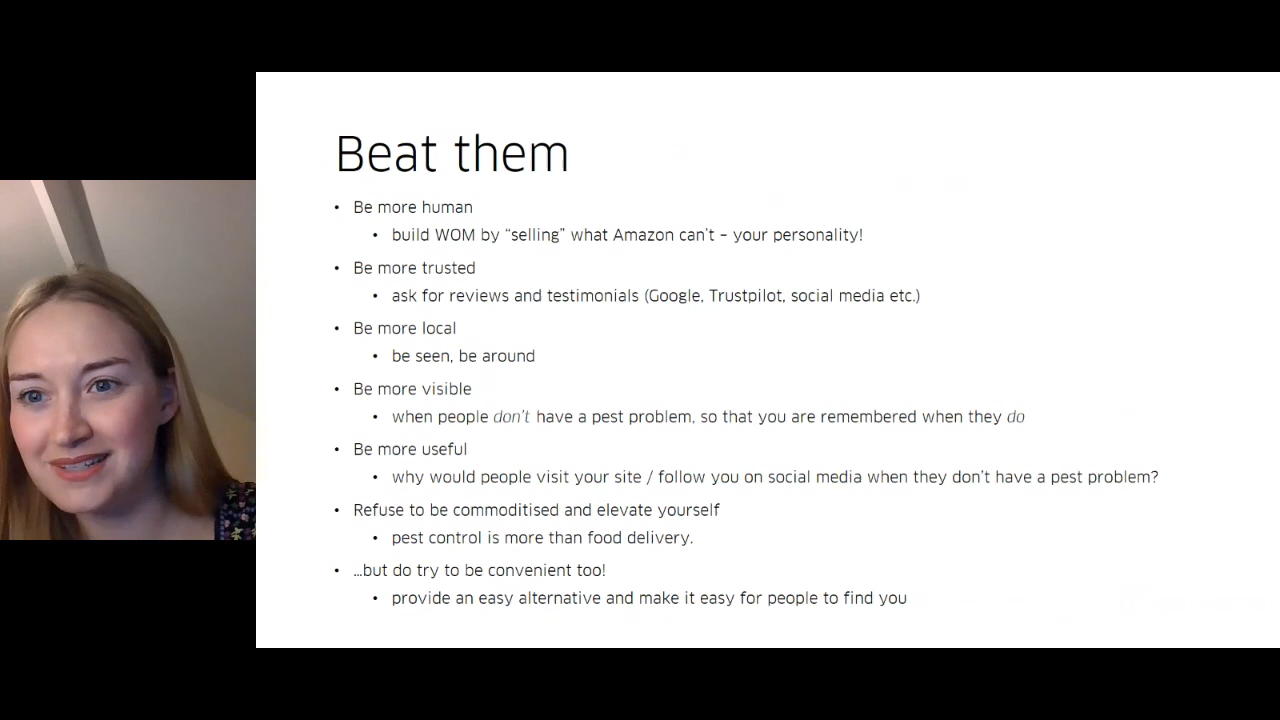 Beat them
• Be more human
• build WOM by “selling” what Amazon can't – your personality!
• Be more trusted
• ask for reviews and testimonials (Google, Trustpilot, social media etc.)
• Be more local
• be seen, be around
• Be more visible
• when people don't have a pest problem, so that you are remembered when they do
• Be more useful
• why would people visit your site / follow you on social media when they don't have a pest problem?
• Refuse to be commoditised and elevate yourself
• pest control is more than food delivery.
• …but do try to be convenient too!
• provide an easy alternative and make it easy for people to find you